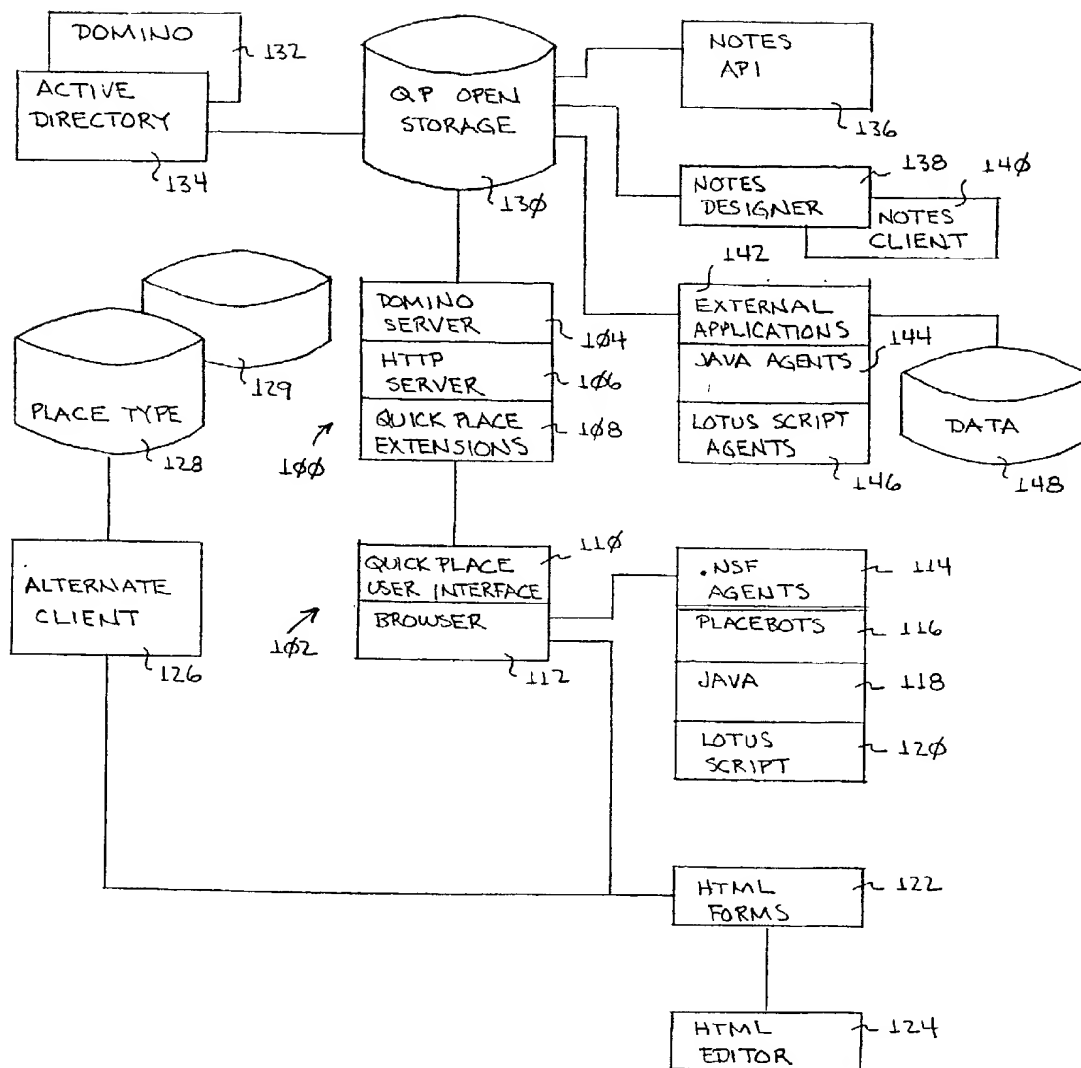 DOMINO
132
ACTIVE
DIRECTORY
134
QP OPEN
STORAGE
130
NOTES
API
136
NOTES
DESIGNER
138
140
NOTES
CLIENT
142
EXTERNAL
APPLICATIONS
JAVA AGENTS
144
LOTUS SCRIPT
AGENTS
146
DATA
148
129
PLACE TYPE
128
DOMINO
SERVER
104
HTTP
SERVER
106
QUICK PLACE
EXTENSIONS
108
100
ALTERNATE
CLIENT
126
110
QUICK PLACE
USER INTERFACE
BROWSER
102
112
.NSF
AGENTS
114
PLACEBOTS
116
JAVA
118
LOTUS
SCRIPT
120
HTML
FORMS
122
HTML
EDITOR
124